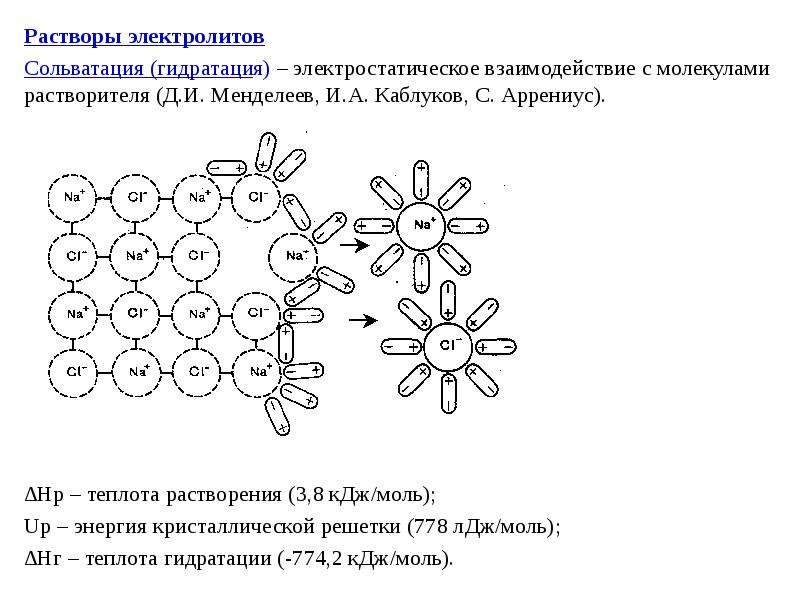 Растворы электролитов
Сольватация (гидратация) – электростатическое взаимодействие с молекулами
растворителя (Д.И. Менделеев, И.А. Каблуков, С. Аррениус).
Na⁺ Cl⁻ Na⁺ Cl⁻
Na⁺
Cl⁻ Na⁺ Cl⁻ Na⁺
Na⁺ Cl⁻ Na⁺ Cl⁻
Cl⁻
Cl⁻ Na⁺ Cl⁻ Na⁺
ΔHр – теплота растворения (3,8 кДж/моль);
Uр – энергия кристаллической решетки (778 лДж/моль);
ΔHг – теплота гидратации (-774,2 кДж/моль).